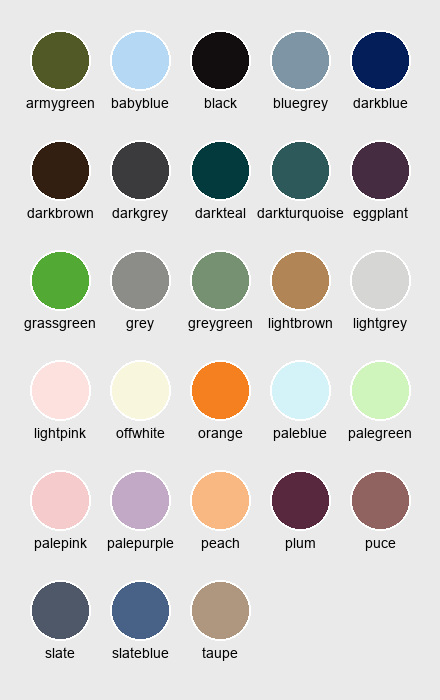 armygreen babyblue black bluegrey darkblue
darkbrown darkgrey darkteal darkturquoise eggplant
grassgreen grey greygreen lightbrown lightgrey
lightpink offwhite orange paleblue palegreen
palepink palepurple peach plum puce
slate slateblue taupe